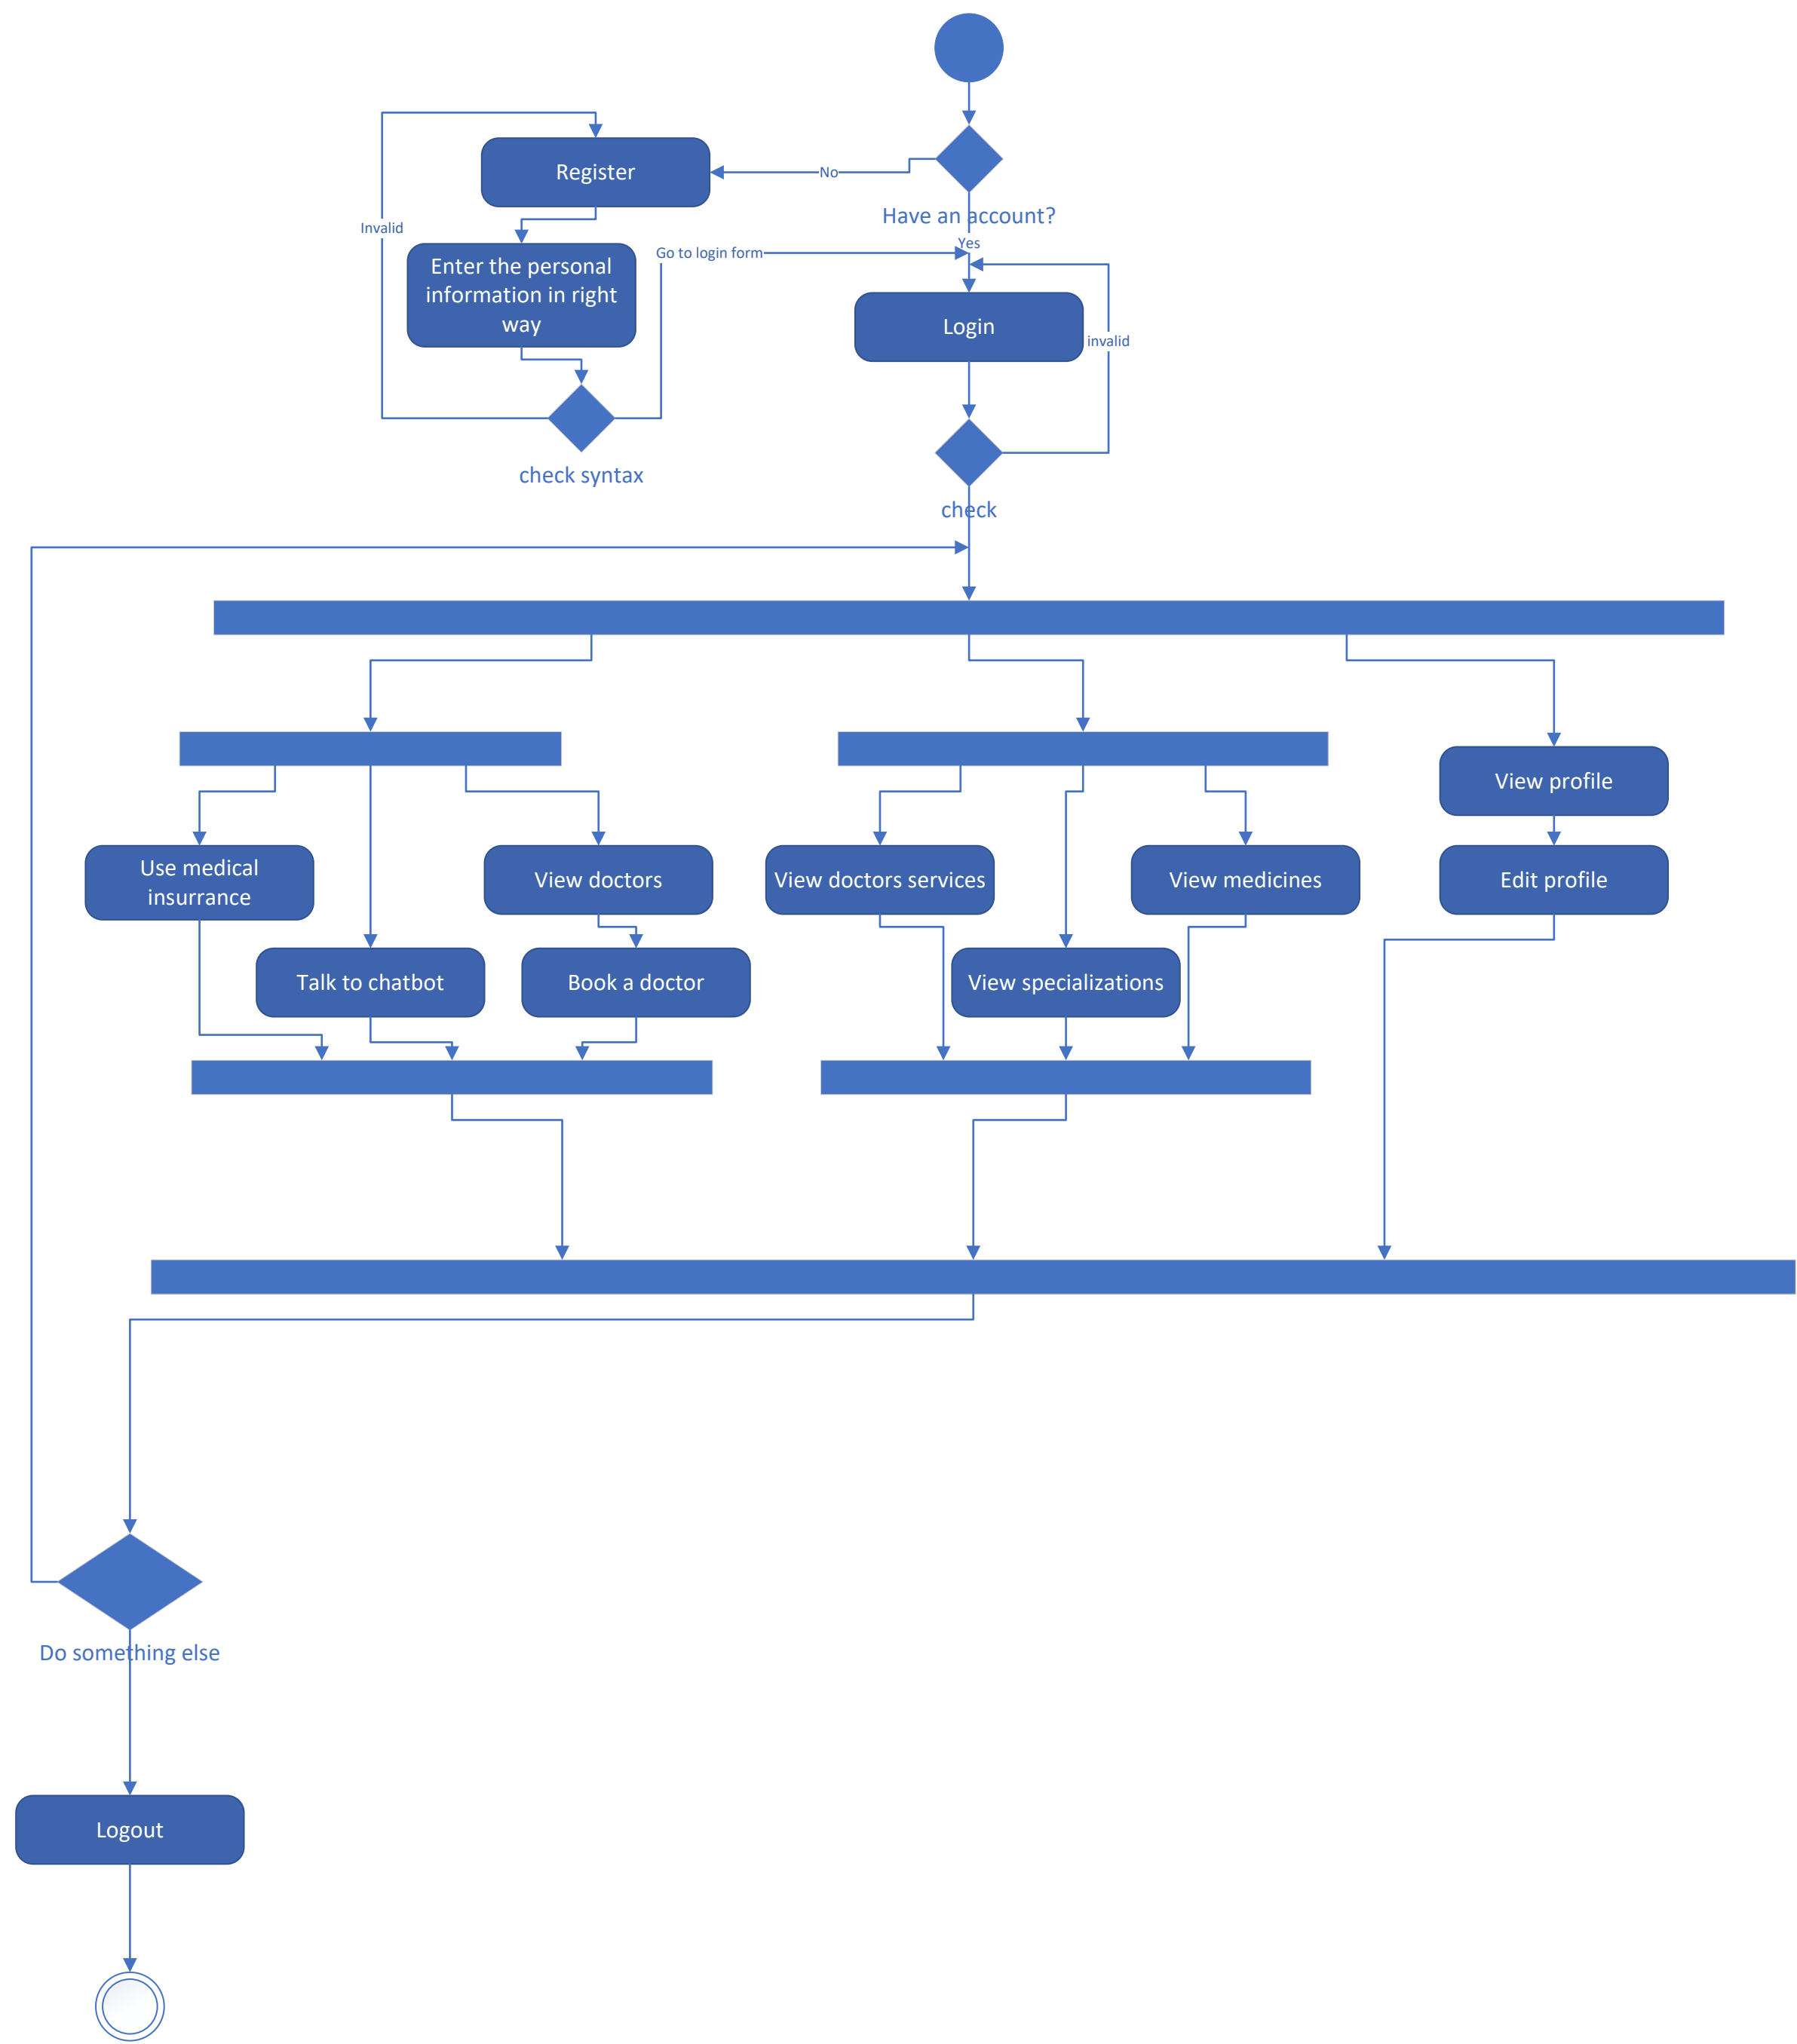 Register
No
Have an account?
Invalid
Yes
Go to login form
Enter the personal
information in right
way
Login
invalid
check syntax
check
View profile
Use medical
insurrance
View doctors
View doctors services
View medicines
Edit profile
Talk to chatbot
Book a doctor
View specializations
Do something else
Logout